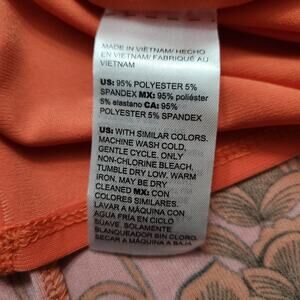 MADE IN VIETNAM/ HECHO
EN VIETNAM/ FABRIQUÉ AU
VIETNAM
US: 95% POLYESTER 5%
SPANDEX MX: 95% poliéster
5% elastano CA: 95%
POLYESTER 5% SPANDEX
US: WITH SIMILAR COLORS.
MACHINE WASH COLD,
GENTLE CYCLE. ONLY
NON-CHLORINE BLEACH.
TUMBLE DRY LOW. WARM
IRON. MAY BE DRY
CLEANED MX: CON
COLORES SIMILARES.
LAVAR A MÁQUINA CON
AGUA FRÍA EN CICLO
SUAVE. SOLAMENTE
BLANQUEADOR SIN CLORO.
SECAR A MÁQUINA A BAJA